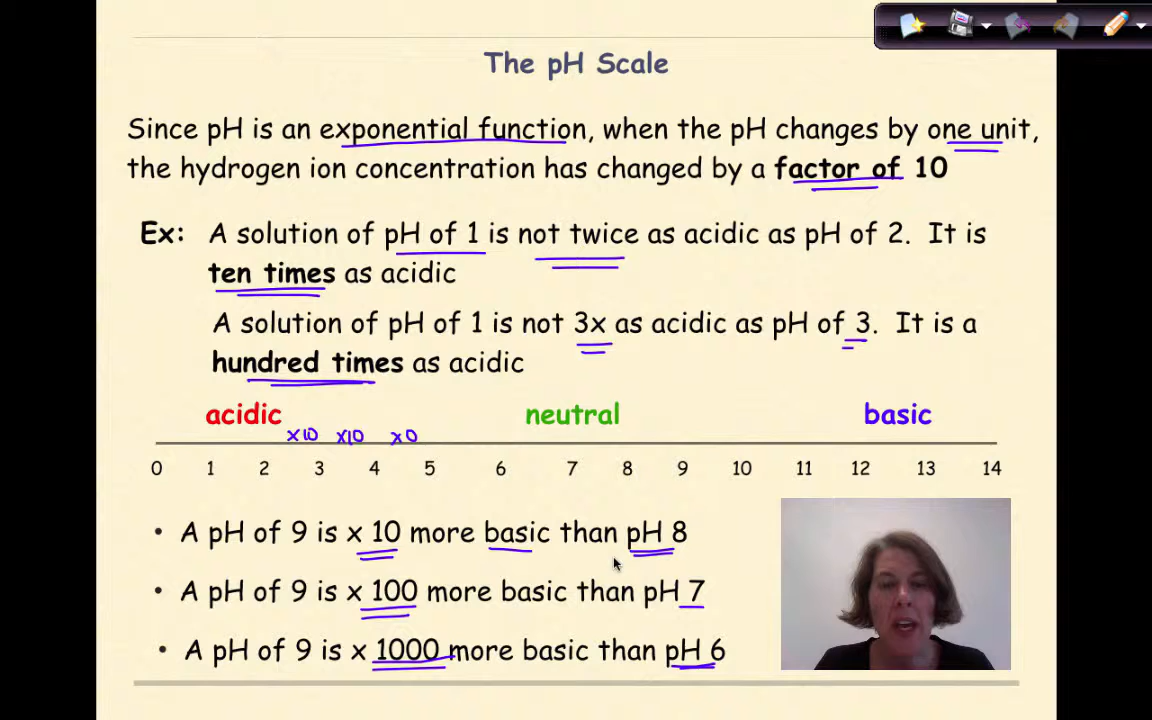 The pH Scale
Since pH is an exponential function, when the pH changes by one unit,
the hydrogen ion concentration has changed by a factor of 10
Ex: A solution of pH of 1 is not twice as acidic as pH of 2. It is
ten times as acidic
A solution of pH of 1 is not 3x as acidic as pH of 3. It is a
hundred times as acidic
acidic neutral basic
x10 x10 x0
0 1 2 3 4 5 6 7 8 9 10 11 12 13 14
• A pH of 9 is x 10 more basic than pH 8
• A pH of 9 is x 100 more basic than pH 7
• A pH of 9 is x 1000 more basic than pH 6